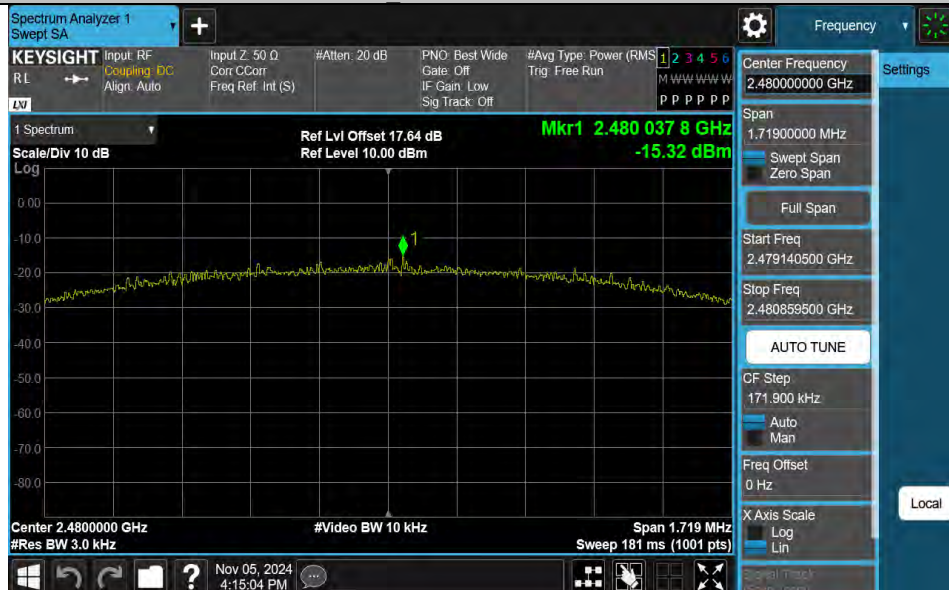 Spectrum Analyzer 1
Swept SA
+
Frequency
KEYSIGHT
RL
LXI
Input: RF
Coupling: DC
Align: Auto
Input Z: 50 Ω
Corr CCorr
Freq Ref: Int (S)
#Atten: 20 dB
PNO: Best Wide
Gate: Off
IF Gain: Low
Sig Track: Off
#Avg Type: Power (RMS
Trig: Free Run
1 2 3 4 5 6
M W W W W W
P P P P P P
Center Frequency
2.480000000 GHz
Settings
Span
1.71900000 MHz
Swept Span
Zero Span
Full Span
Start Freq
2.479140500 GHz
Stop Freq
2.480859500 GHz
AUTO TUNE
CF Step
171.900 kHz
Auto
Man
Freq Offset
0 Hz
X Axis Scale
Log
Lin
Local
1 Spectrum
Scale/Div 10 dB
Ref Lvl Offset 17.64 dB
Ref Level 10.00 dBm
Mkr1 2.480 037 8 GHz
-15.32 dBm
Log
0.00
-10.0
-20.0
-30.0
-40.0
-50.0
-60.0
-70.0
-80.0
1
Center 2.4800000 GHz
#Res BW 3.0 kHz
#Video BW 10 kHz
Span 1.719 MHz
Sweep 181 ms (1001 pts)
?
Nov 05, 2024
4:15:04 PM